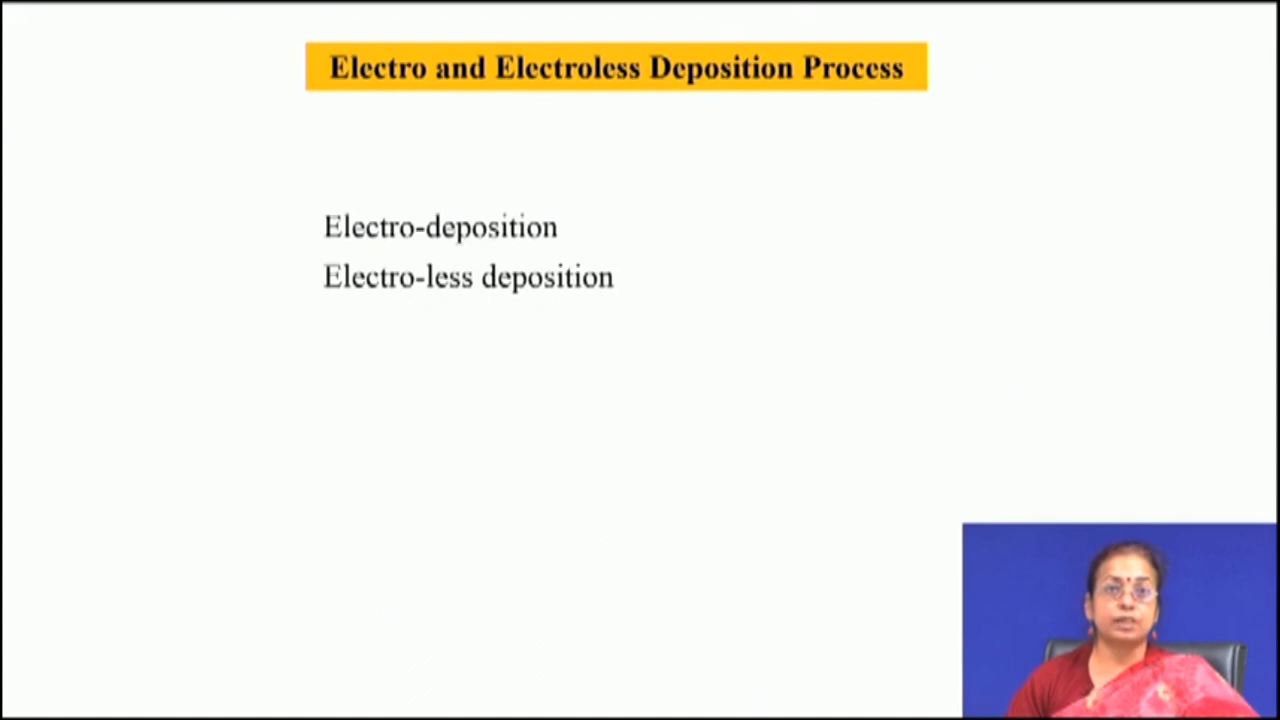 Electro and Electroless Deposition Process
Electro-deposition
Electro-less deposition